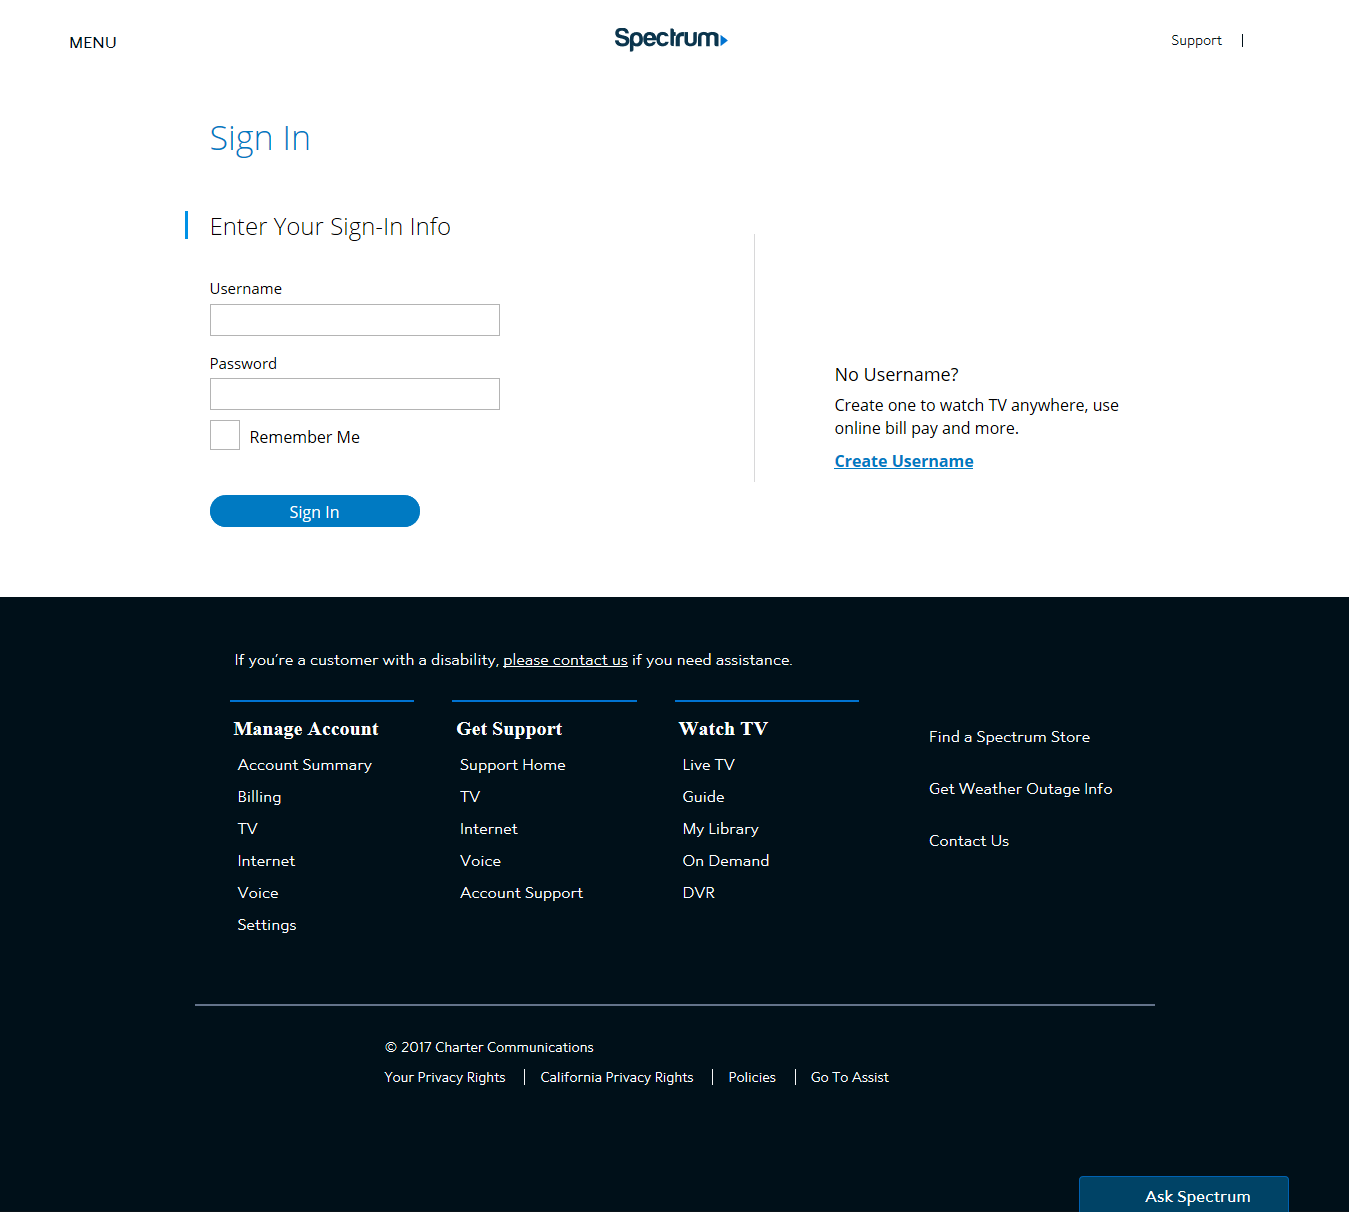 MENU
Spectrum
Support |
Sign In
Enter Your Sign-In Info
Username
Password
Remember Me
Sign In
No Username?
Create one to watch TV anywhere, use
online bill pay and more.
Create Username
If you're a customer with a disability, please contact us if you need assistance.
Manage Account
Account Summary
Billing
TV
Internet
Voice
Settings
Get Support
Support Home
TV
Internet
Voice
Account Support
Watch TV
Live TV
Guide
My Library
On Demand
DVR
Find a Spectrum Store
Get Weather Outage Info
Contact Us
© 2017 Charter Communications
Your Privacy Rights | California Privacy Rights | Policies | Go To Assist
Ask Spectrum